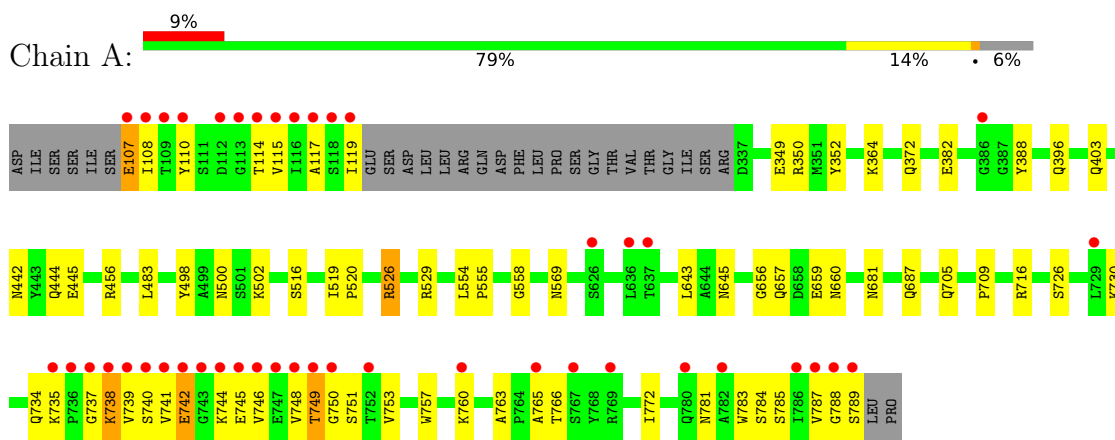 9%
Chain A:
79% 14% • 6%
ASP ILE SER SER ILE SER E107 I108 T109 Y110 S111 D112 G113 T114 V115 I116 A117 S118 I119 GLU SER ASP LEU LEU ARG GLN ASP PHE LEU PRO SER GLY THR VAL THR GLY ILE SER ARG D337 E349 R350 M351 Y352 K364 Q372 E382 G386 G387 Y388 Q396 Q403
N442 Y443 Q444 E445 R456 L483 Y498 A499 N500 S501 K502 S516 I519 P520 R526 R529 L554 P555 G558 N569 S626 L636 T637 L643 A644 N645 G656 Q657 D658 E659 N660 N681 Q687 Q705 P709 R716 S726 L729 K730
Q734 K735 P736 G737 K738 V739 S740 V741 E742 G743 K744 E745 V746 E747 V748 T749 G750 S751 T752 V753 W757 K760 A763 P764 A765 T766 S767 Y768 R769 I772 Q780 N781 A782 W783 S784 S785 I786 V787 G788 S789 LEU PRO